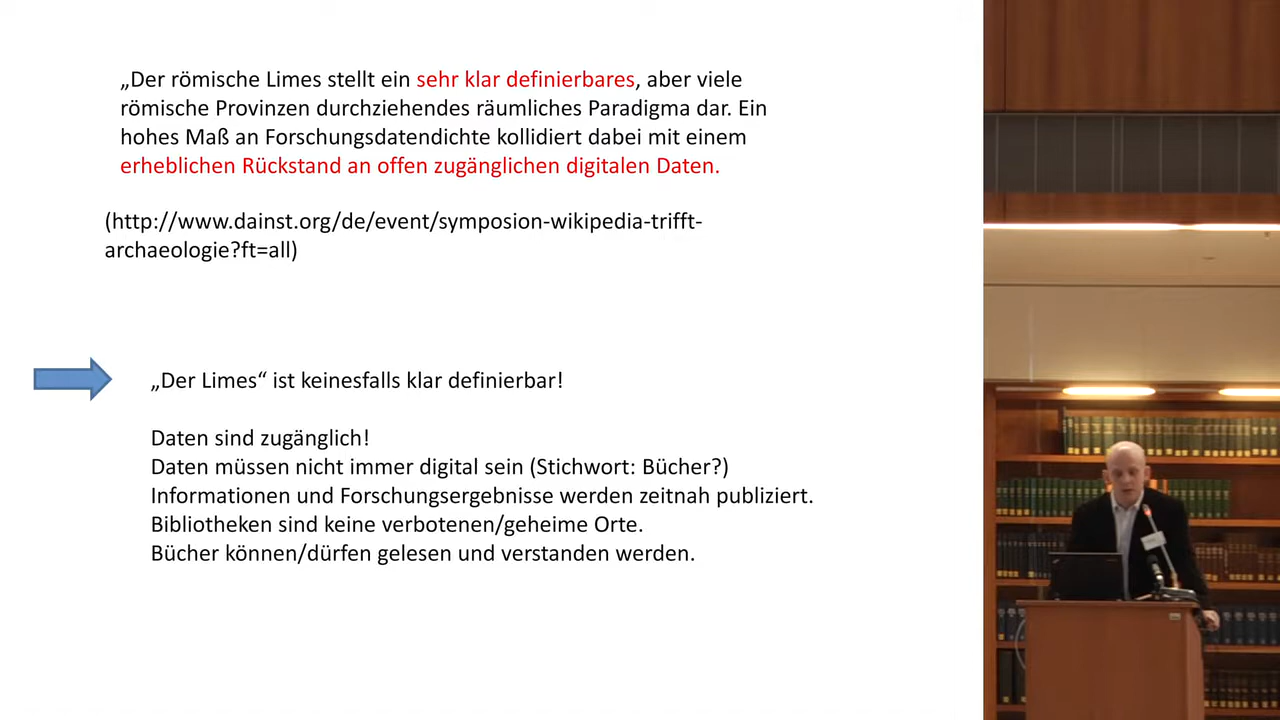 „Der römische Limes stellt ein sehr klar definierbares, aber viele
römische Provinzen durchziehendes räumliches Paradigma dar. Ein
hohes Maß an Forschungsdatendichte kollidiert dabei mit einem
erheblichen Rückstand an offen zugänglichen digitalen Daten.
(http://www.dainst.org/de/event/symposion-wikipedia-trifft-
archaeologie?ft=all)
„Der Limes“ ist keinesfalls klar definierbar!
Daten sind zugänglich!
Daten müssen nicht immer digital sein (Stichwort: Bücher?)
Informationen und Forschungsergebnisse werden zeitnah publiziert.
Bibliotheken sind keine verbotenen/geheime Orte.
Bücher können/dürfen gelesen und verstanden werden.